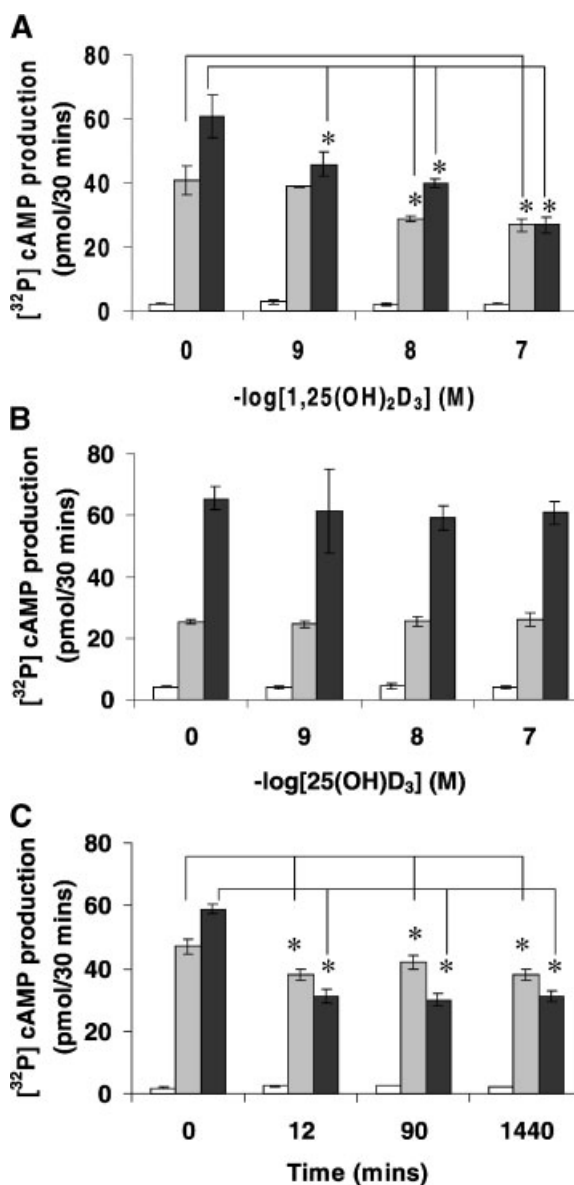 A
[³²P] cAMP production
(pmol/30 mins)
80
60
40
20
0
*
*
*
*
*
0 9 8 7
-log[1,25(OH)₂D₃] (M)
B
[³²P] cAMP production
(pmol/30 mins)
80
60
40
20
0
0 9 8 7
-log[25(OH)D₃] (M)
C
[³²P] cAMP production
(pmol/30 mins)
80
60
40
20
0
*
*
*
*
*
*
0 12 90 1440
Time (mins)